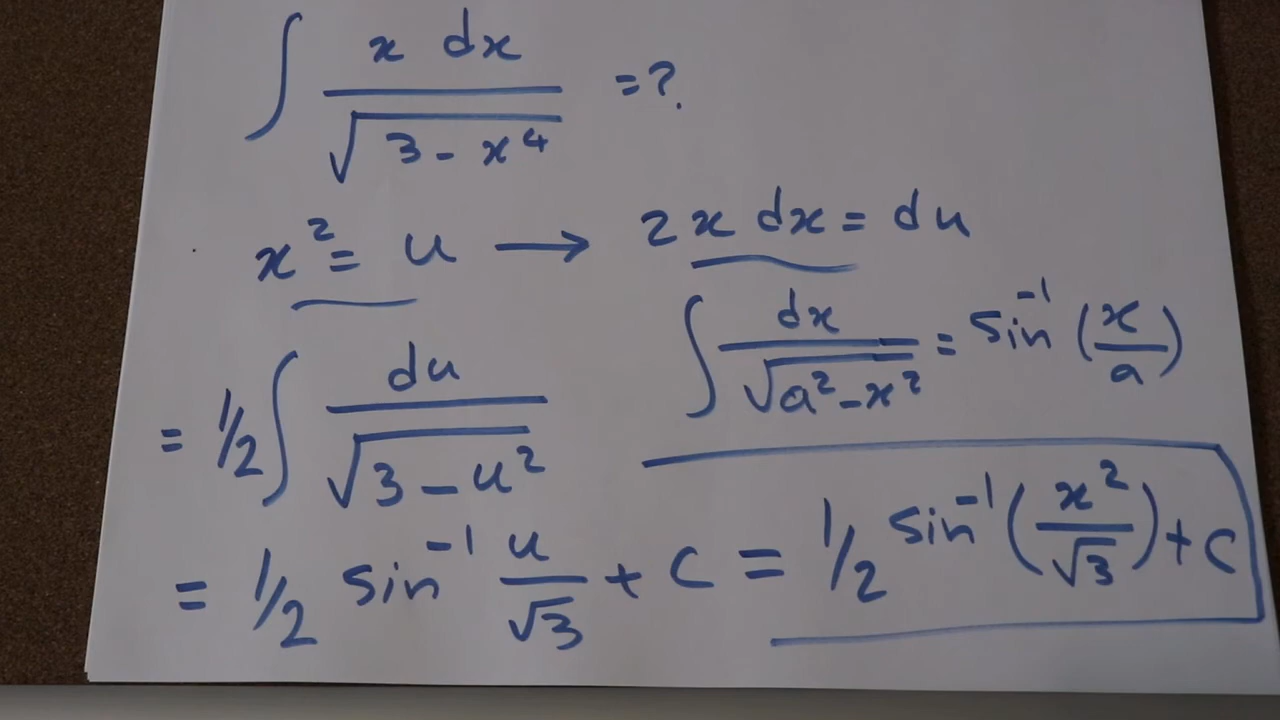 ∫ x dx / √(3 - x⁴) = ?
x² = u → 2x dx = du
∫ dx / √(a² - x²) = sin⁻¹ (x/a)
= 1/2 ∫ du / √(3 - u²)
= 1/2 sin⁻¹ u/√3 + c = 1/2 sin⁻¹ (x²/√3) + c